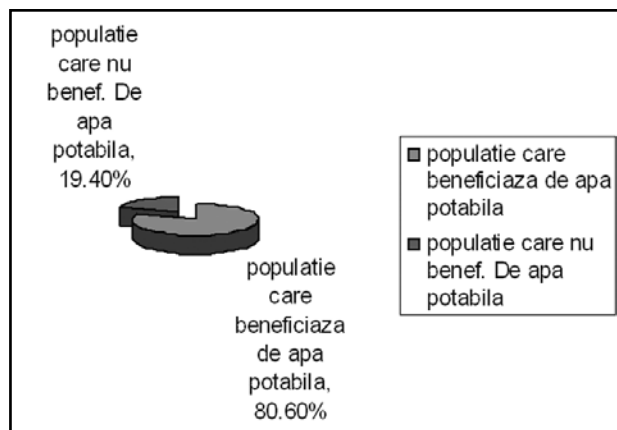 populatie
care nu
benef. De
apa
potabila,
19.40%
populatie
care
beneficiaza
de apa
potabila,
80.60%
populatie care
beneficiaza de apa
potabila
populatie care nu
benef. De apa
potabila